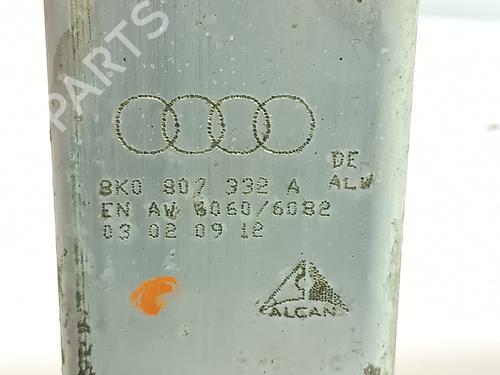 PARTS
DE-
8K0 807 332 A
ALW
EN AW 6060/6082
03 02 09 12
ALCAN